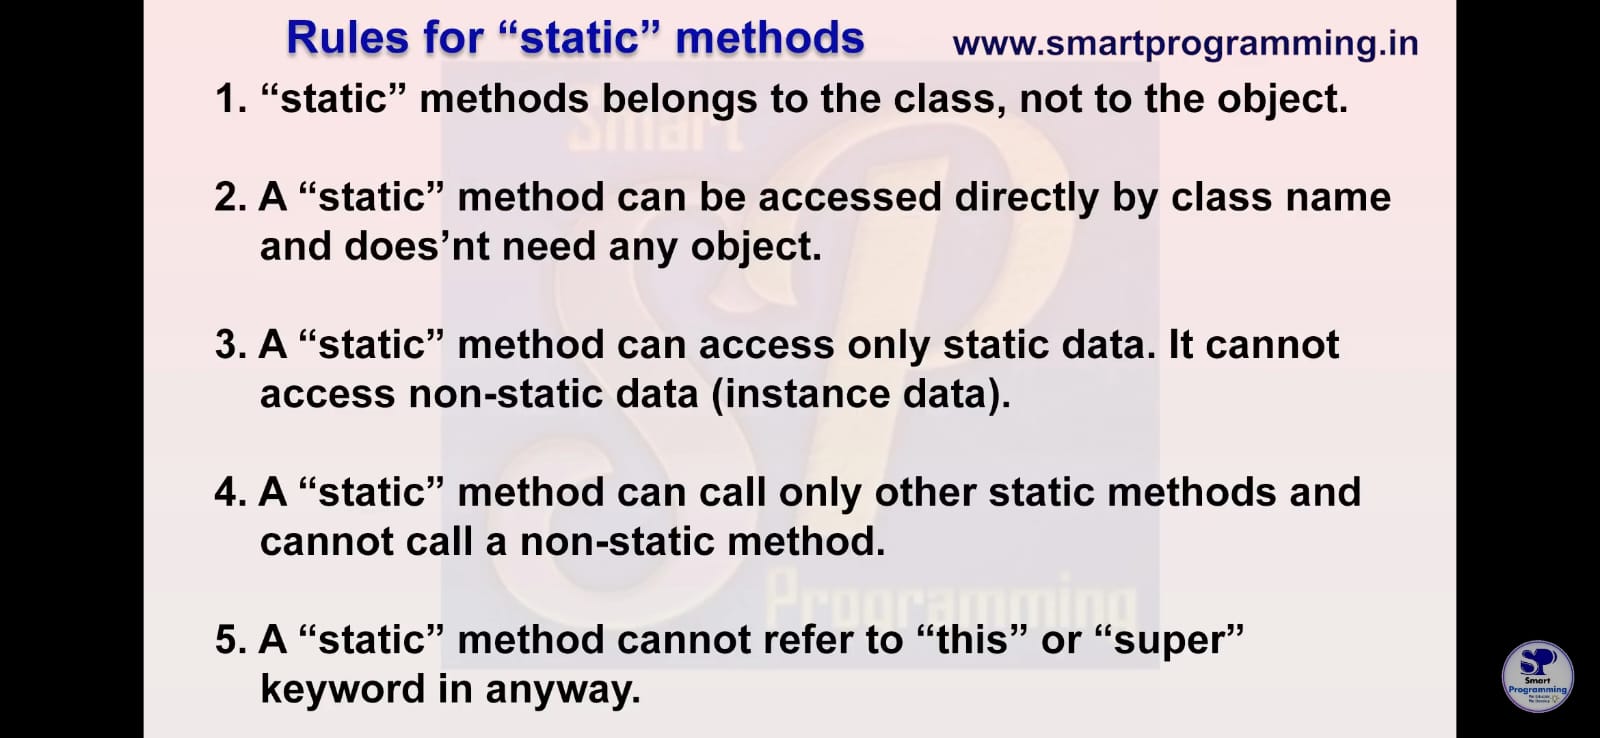 Rules for “static” methods
www.smartprogramming.in
1. “static” methods belongs to the class, not to the object.
2. A “static” method can be accessed directly by class name
and does’nt need any object.
3. A “static” method can access only static data. It cannot
access non-static data (instance data).
4. A “static” method can call only other static methods and
cannot call a non-static method.
5. A “static” method cannot refer to “this” or “super”
keyword in anyway.
Smart
SP
Programming
SP
Smart
Programming